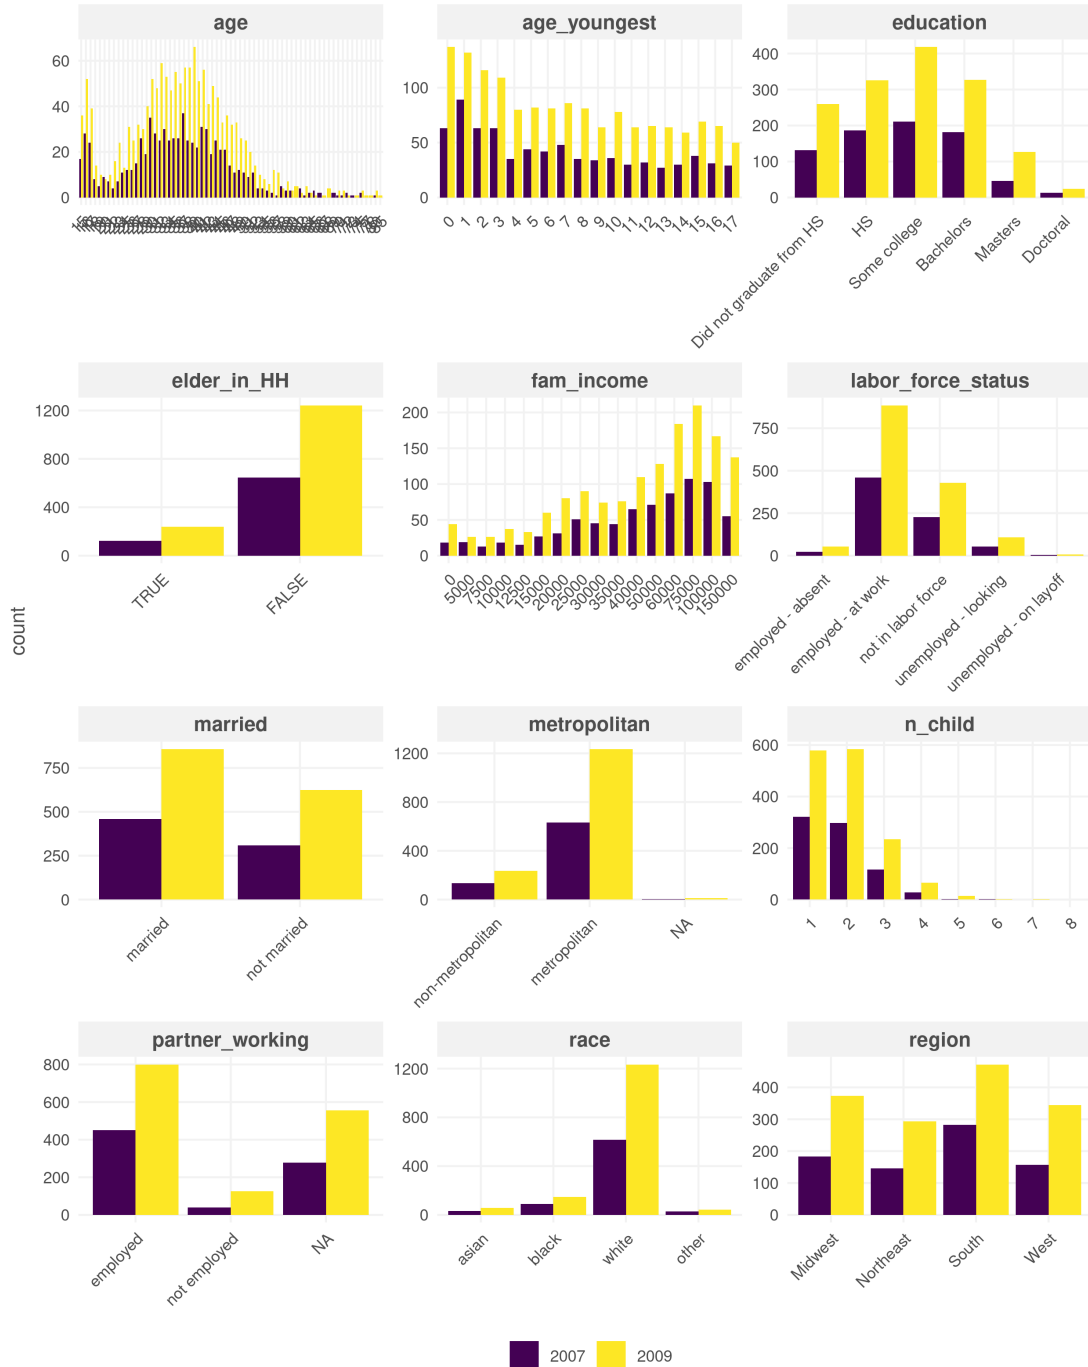 age
age_youngest
education
60
40
20
0
100
50
0
400
300
200
100
0
0
1
2
3
4
5
6
7
8
9
10
11
12
13
14
15
16
17
Did not graduate from HS
HS
Some college
Bachelors
Masters
Doctoral
elder_in_HH
fam_income
labor_force_status
1200
800
400
0
200
150
100
50
0
750
500
250
0
TRUE
FALSE
0
5000
7500
10000
12500
15000
20000
25000
30000
35000
40000
50000
60000
75000
100000
150000
employed - absent
employed - at work
not in labor force
unemployed - looking
unemployed - on layoff
count
married
metropolitan
n_child
750
500
250
0
1200
800
400
0
600
400
200
0
married
not married
non-metropolitan
metropolitan
NA
1
2
3
4
5
6
7
8
partner_working
race
region
800
600
400
200
0
1200
800
400
0
400
300
200
100
0
employed
not employed
NA
asian
black
white
other
Midwest
Northeast
South
West
2007
2009